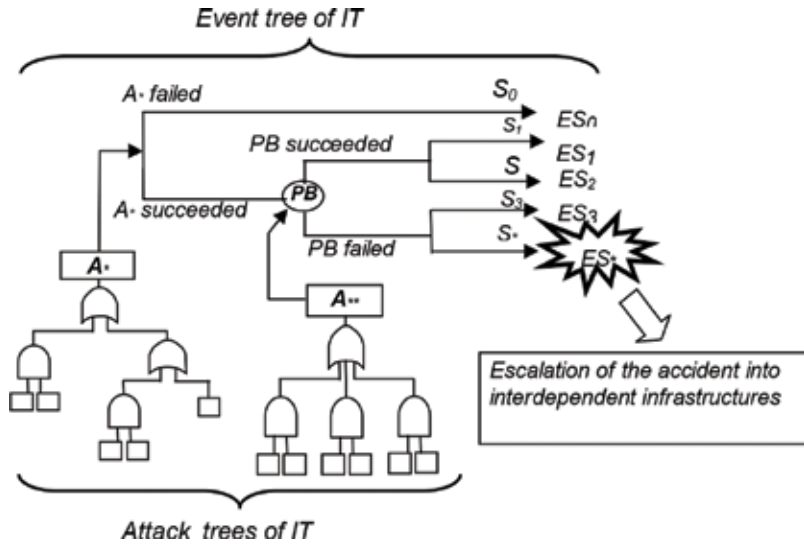 Event tree of IT
A* failed
S0
ESn
S1
PB succeeded
ES1
S
ES2
PB
A* succeeded
S3
ES3
PB failed
S*
ES*
A*
A**
Escalation of the accident into
interdependent infrastructures
Attack trees of IT